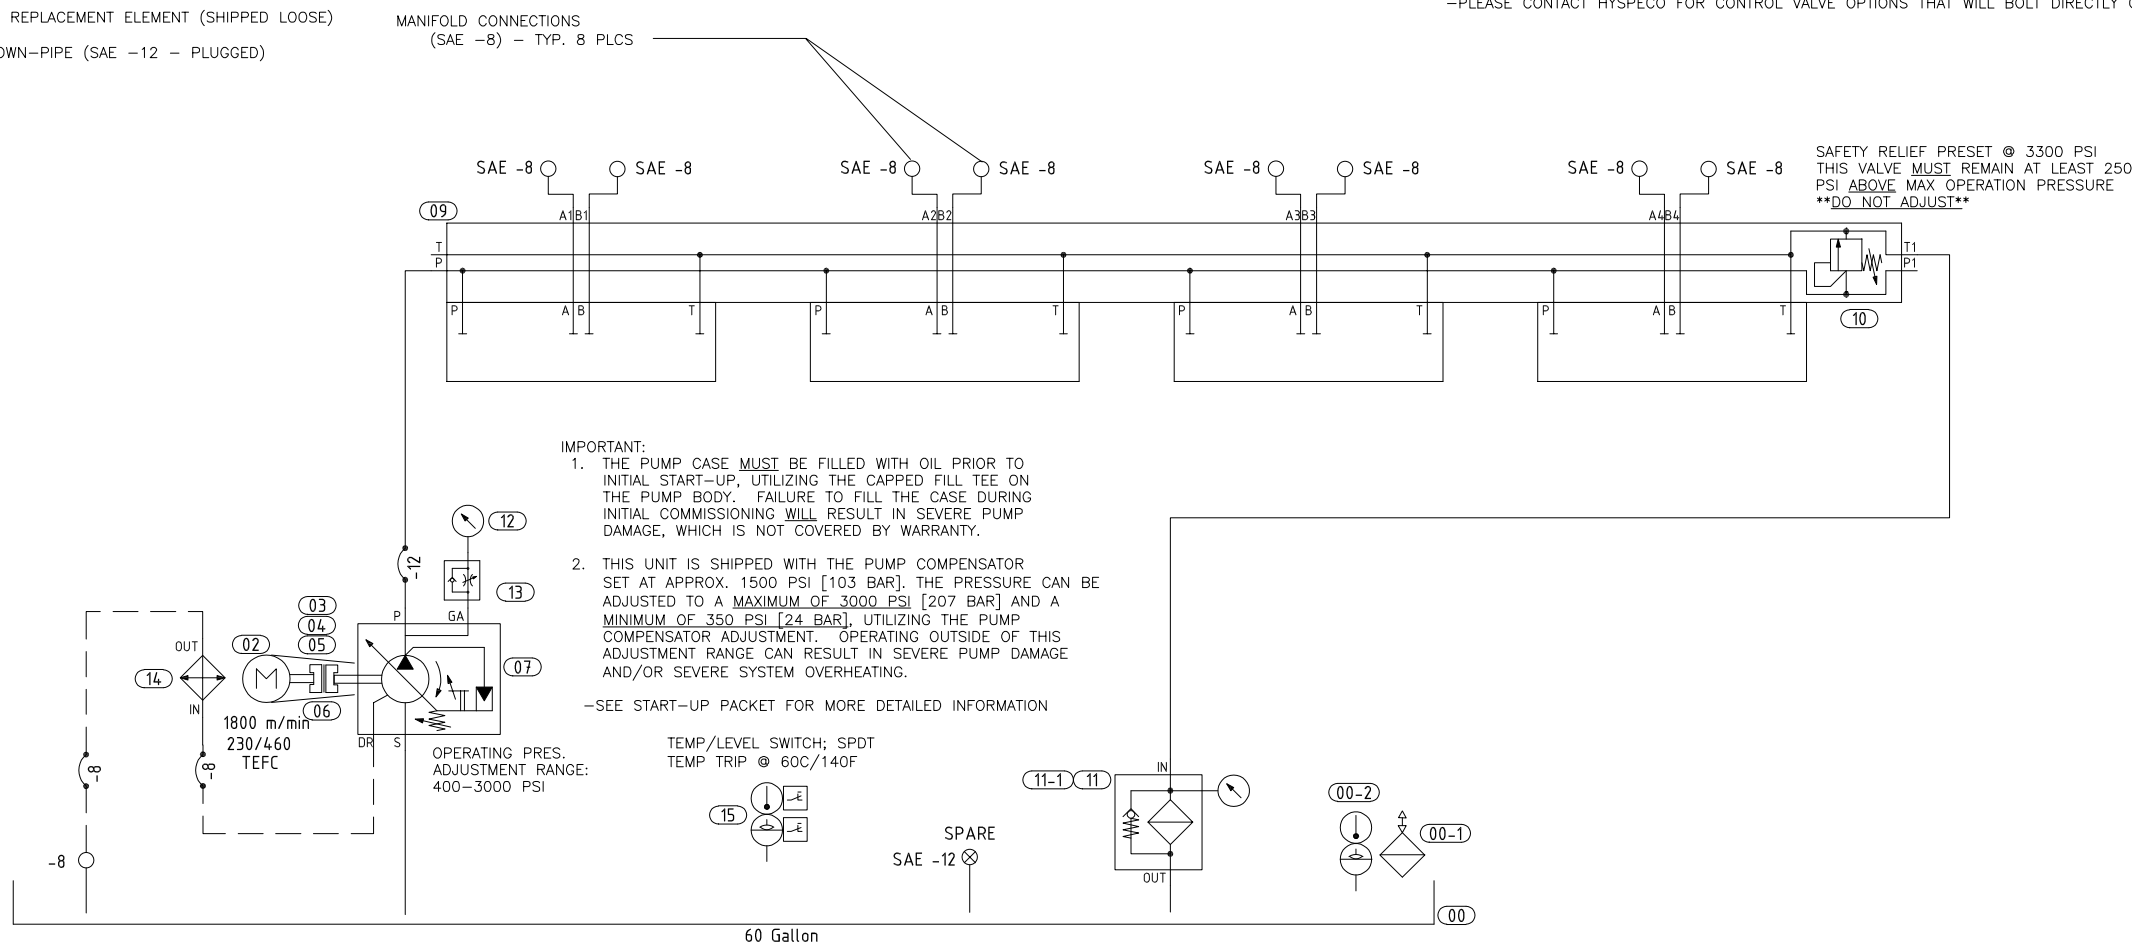 REPLACEMENT ELEMENT (SHIPPED LOOSE)
OWN-PIPE (SAE -12 - PLUGGED)
MANIFOLD CONNECTIONS
(SAE -8) - TYP. 8 PLCS
-PLEASE CONTACT HYSPECO FOR CONTROL VALVE OPTIONS THAT WILL BOLT DIRECTLY
SAE -8
SAE -8
SAE -8
SAE -8
SAE -8
SAE -8
SAE -8
SAE -8
SAFETY RELIEF PRESET @ 3300 PSI
THIS VALVE MUST REMAIN AT LEAST 250
PSI ABOVE MAX OPERATION PRESSURE
**DO NOT ADJUST**
09
A1 B1
A2 B2
A3 B3
A4 B4
T
P
T1
P1
P A B T
P A B T
P A B T
P A B T
10
IMPORTANT:
1. THE PUMP CASE MUST BE FILLED WITH OIL PRIOR TO
INITIAL START-UP, UTILIZING THE CAPPED FILL TEE ON
THE PUMP BODY. FAILURE TO FILL THE CASE DURING
INITIAL COMMISSIONING WILL RESULT IN SEVERE PUMP
DAMAGE, WHICH IS NOT COVERED BY WARRANTY.
2. THIS UNIT IS SHIPPED WITH THE PUMP COMPENSATOR
SET AT APPROX. 1500 PSI [103 BAR]. THE PRESSURE CAN BE
ADJUSTED TO A MAXIMUM OF 3000 PSI [207 BAR] AND A
MINIMUM OF 350 PSI [24 BAR], UTILIZING THE PUMP
COMPENSATOR ADJUSTMENT. OPERATING OUTSIDE OF THIS
ADJUSTMENT RANGE CAN RESULT IN SEVERE PUMP DAMAGE
AND/OR SEVERE SYSTEM OVERHEATING.
-SEE START-UP PACKET FOR MORE DETAILED INFORMATION
12
-12
13
03
04
05
P
GA
OUT
02
07
14
M
IN
06
1800 m/min
230/460
TEFC
DR
S
OPERATING PRES.
ADJUSTMENT RANGE:
400-3000 PSI
-8
-8
-8
TEMP/LEVEL SWITCH; SPDT
TEMP TRIP @ 60C/140F
15
SPARE
SAE -12
11-1
11
IN
OUT
00-2
00-1
00
60 Gallon